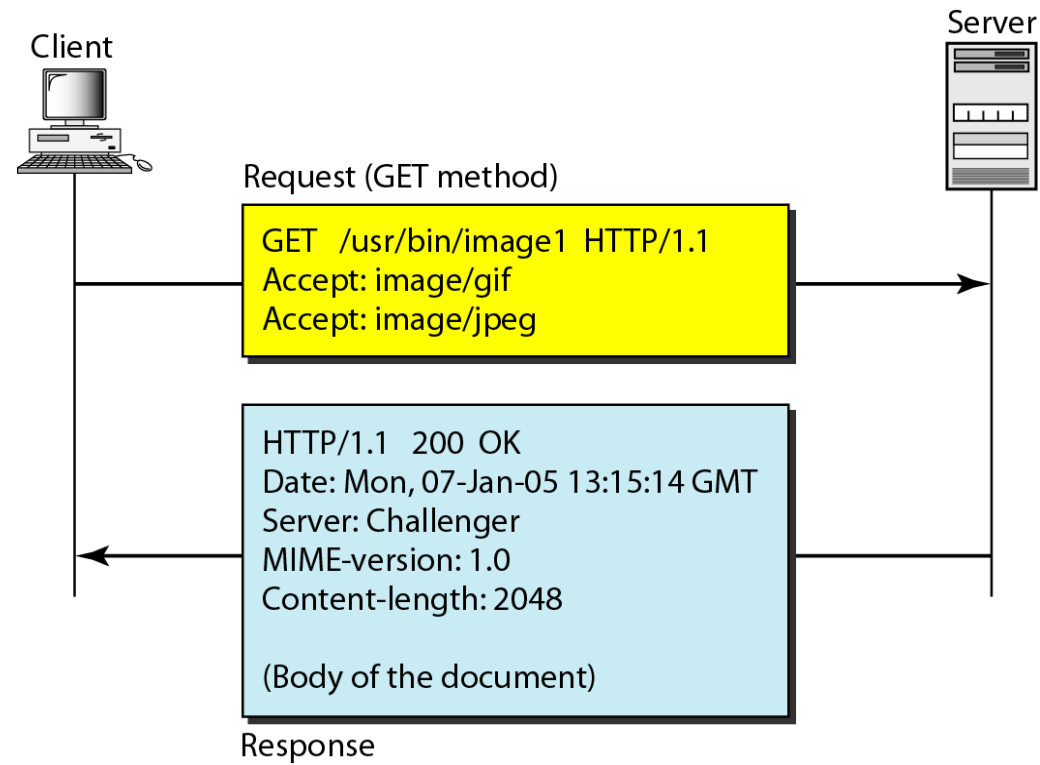 Server
Client
Request (GET method)
GET /usr/bin/image1 HTTP/1.1
Accept: image/gif
Accept: image/jpeg
HTTP/1.1 200 OK
Date: Mon, 07-Jan-05 13:15:14 GMT
Server: Challenger
MIME-version: 1.0
Content-length: 2048
(Body of the document)
Response